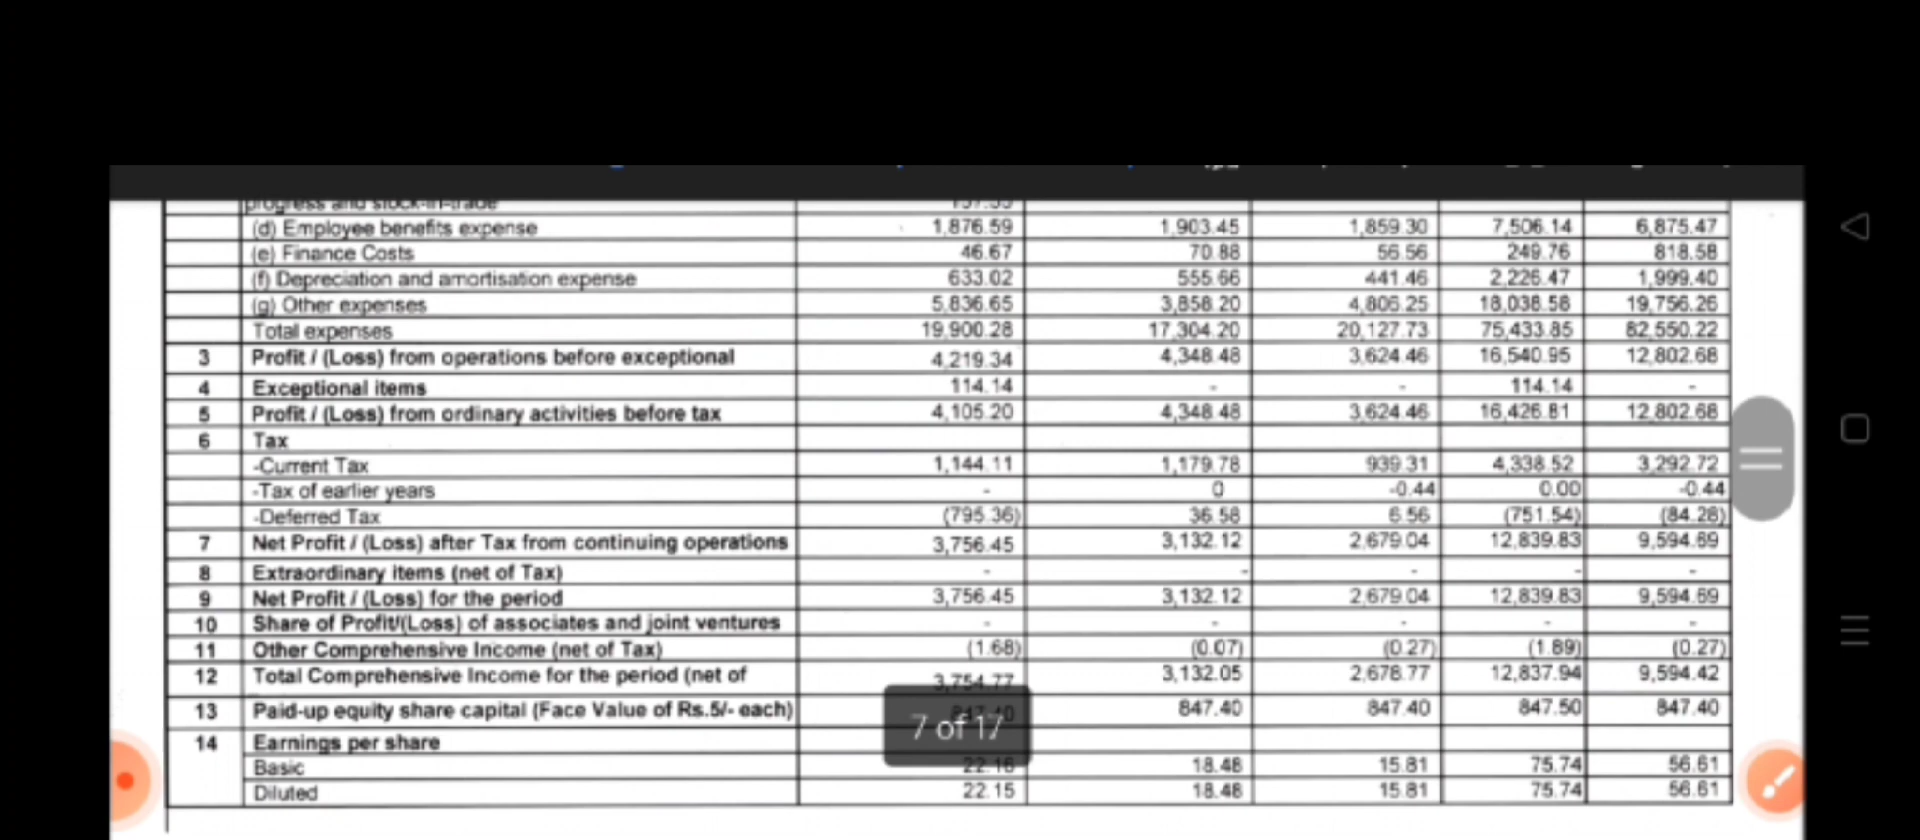 progress and stock-in-trade 157.35
(d) Employee benefits expense 1,876.59 1,903.45 1,859.30 7,506.14 6,875.47
(e) Finance Costs 46.67 70.88 56.56 249.76 818.58
(f) Depreciation and amortisation expense 633.02 555.66 441.46 2,226.47 1,999.40
(g) Other expenses 5,836.65 3,858.20 4,806.25 18,038.58 19,756.26
Total expenses 19,900.28 17,304.20 20,127.73 75,433.85 82,550.22
3 Profit / (Loss) from operations before exceptional 4,219.34 4,348.48 3,624.46 16,540.95 12,802.68
4 Exceptional items 114.14 - - 114.14 -
5 Profit / (Loss) from ordinary activities before tax 4,105.20 4,348.48 3,624.46 16,426.81 12,802.68
6 Tax
-Current Tax 1,144.11 1,179.78 939.31 4,338.52 3,292.72
-Tax of earlier years - 0 -0.44 0.00 -0.44
-Deferred Tax (795.36) 36.58 6.56 (751.54) (84.28)
7 Net Profit / (Loss) after Tax from continuing operations 3,756.45 3,132.12 2,679.04 12,839.83 9,594.69
8 Extraordinary items (net of Tax) - - - - -
9 Net Profit / (Loss) for the period 3,756.45 3,132.12 2,679.04 12,839.83 9,594.69
10 Share of Profit/(Loss) of associates and joint ventures - - - - -
11 Other Comprehensive Income (net of Tax) (1.68) (0.07) (0.27) (1.89) (0.27)
12 Total Comprehensive Income for the period (net of 3,754.77 3,132.05 2,678.77 12,837.94 9,594.42
13 Paid-up equity share capital (Face Value of Rs.5/- each) 847.40 847.40 847.50 847.40
7 of 17
14 Earnings per share
Basic 22.16 18.48 15.81 75.74 56.61
Diluted 22.15 18.48 15.81 75.74 56.61